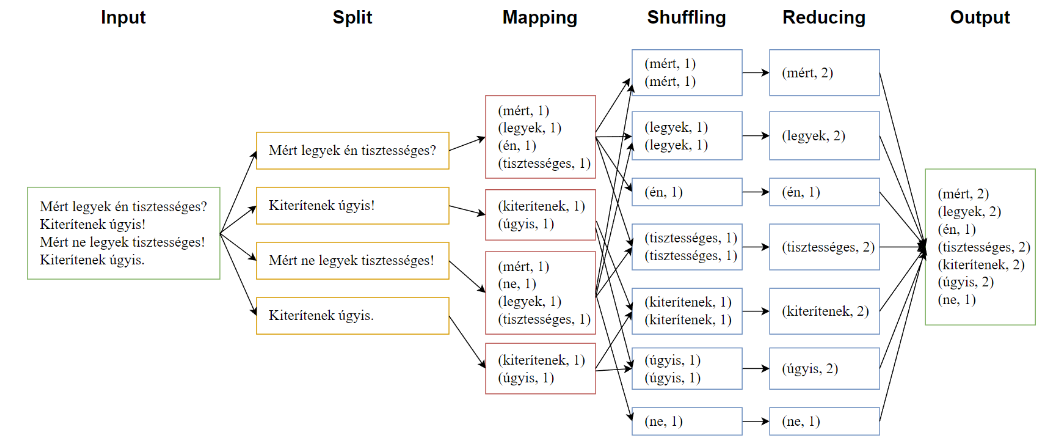 Input
Split
Mapping
Shuffling
Reducing
Output
Mért legyek én tisztességes?
Kiterítenek úgyis!
Mért ne legyek tisztességes!
Kiterítenek úgyis.
Mért legyek én tisztességes?
Kiterítenek úgyis!
Mért ne legyek tisztességes!
Kiterítenek úgyis.
(mért, 1)
(legyek, 1)
(én, 1)
(tisztességes, 1)
(kiterítenek, 1)
(úgyis, 1)
(mért, 1)
(ne, 1)
(legyek, 1)
(tisztességes, 1)
(kiterítenek, 1)
(úgyis, 1)
(mért, 1)
(mért, 1)
(legyek, 1)
(legyek, 1)
(én, 1)
(tisztességes, 1)
(tisztességes, 1)
(kiterítenek, 1)
(kiterítenek, 1)
(úgyis, 1)
(úgyis, 1)
(ne, 1)
(mért, 2)
(legyek, 2)
(én, 1)
(tisztességes, 2)
(kiterítenek, 2)
(úgyis, 2)
(ne, 1)
(mért, 2)
(legyek, 2)
(én, 1)
(tisztességes, 2)
(kiterítenek, 2)
(úgyis, 2)
(ne, 1)